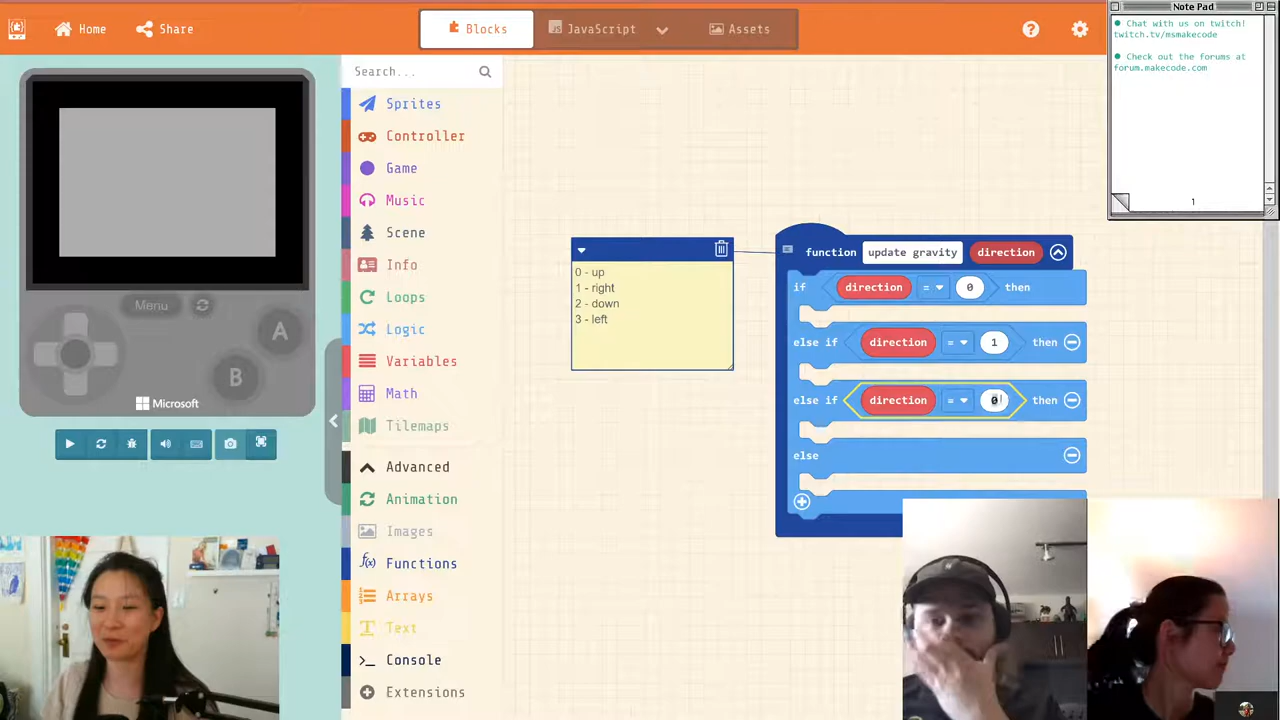 Home
Share
Blocks
JavaScript
Assets
Note Pad
Chat with us on twitch!
twitch.tv/msmakecode
Check out the forums at
forum.makecode.com
1
Search...
Sprites
Controller
Game
Music
Scene
Info
Loops
Logic
Variables
Math
Tilemaps
Advanced
Animation
Images
Functions
Arrays
Text
Console
Extensions
Menu
A
B
Microsoft
0 - up
1 - right
2 - down
3 - left
function update gravity direction
if direction = 0 then
else if direction = 1 then
else if direction = 0 then
else